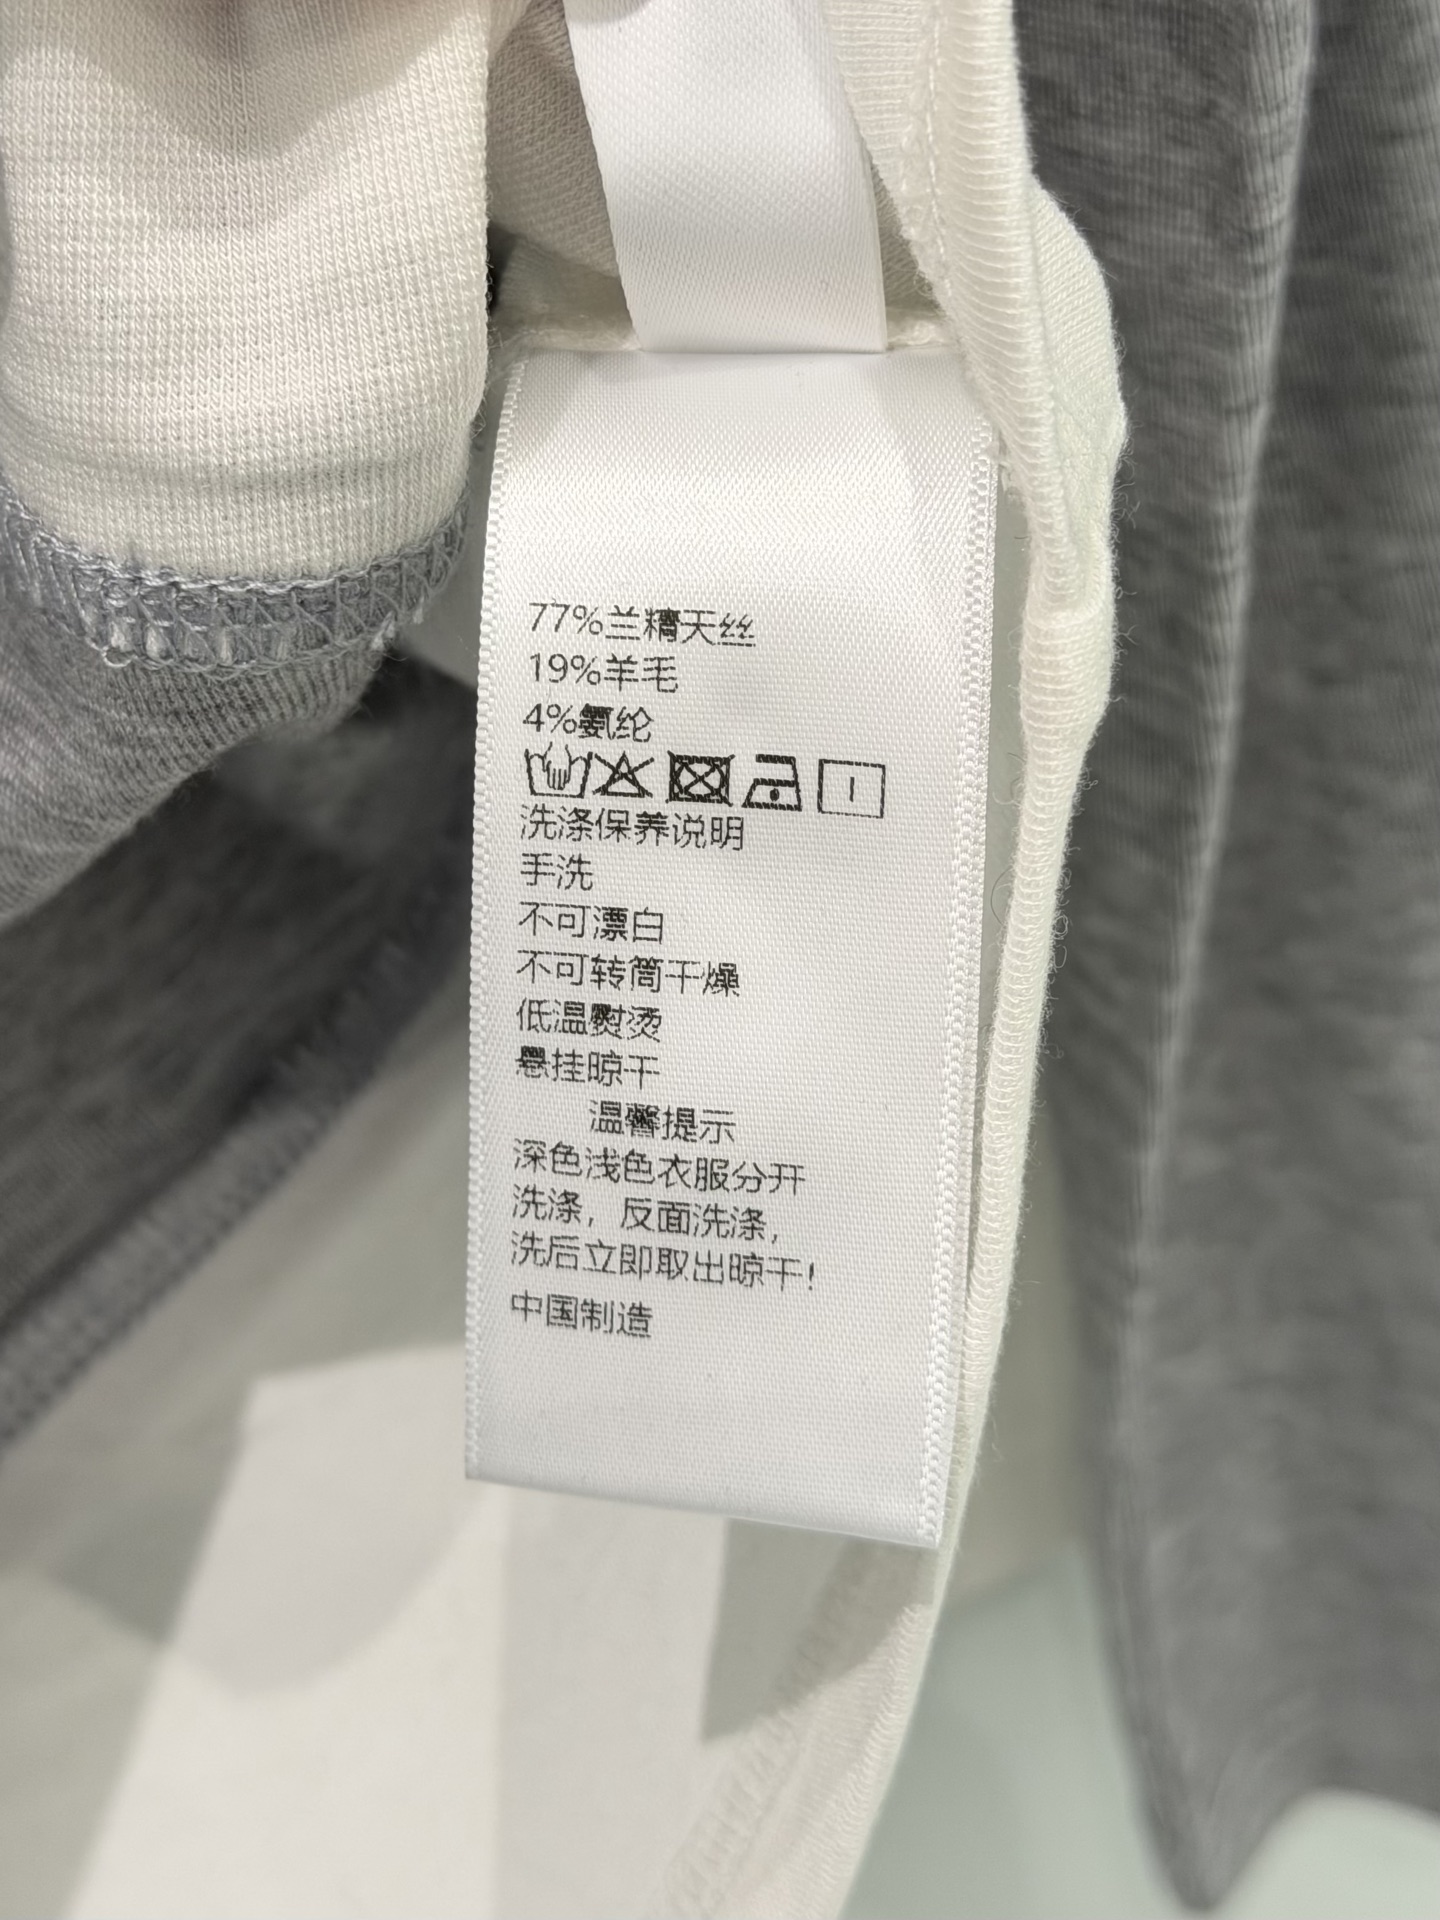 77%兰精天丝
19%羊毛
4%氨纶
洗涤保养说明
手洗
不可漂白
不可转筒干燥
低温熨烫
悬挂晾干
温馨提示
深色浅色衣服分开
洗涤，反面洗涤，
洗后立即取出晾干！
中国制造